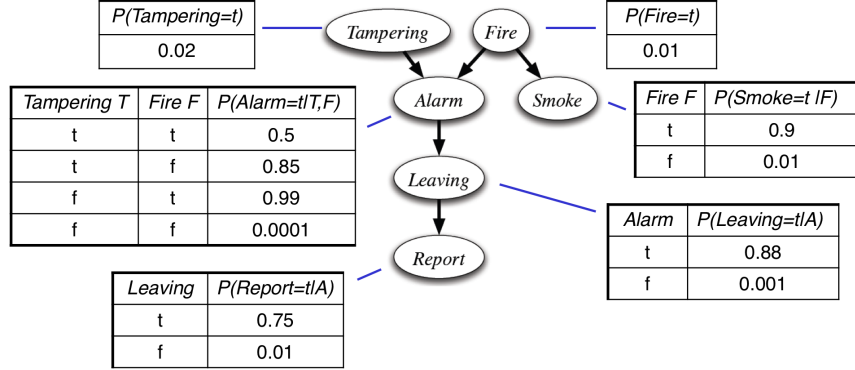 P(Tampering=t)
0.02
Tampering
Fire
P(Fire=t)
0.01
Tampering T Fire F P(Alarm=t|T,F)
t t 0.5
t f 0.85
f t 0.99
f f 0.0001
Alarm
Smoke
Fire F P(Smoke=t |F)
t 0.9
f 0.01
Leaving
Alarm P(Leaving=t|A)
t 0.88
f 0.001
Report
Leaving P(Report=t|A)
t 0.75
f 0.01